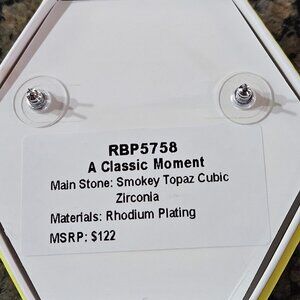 RBP5758
A Classic Moment
Main Stone: Smokey Topaz Cubic
Zirconia
Materials: Rhodium Plating
MSRP: $122